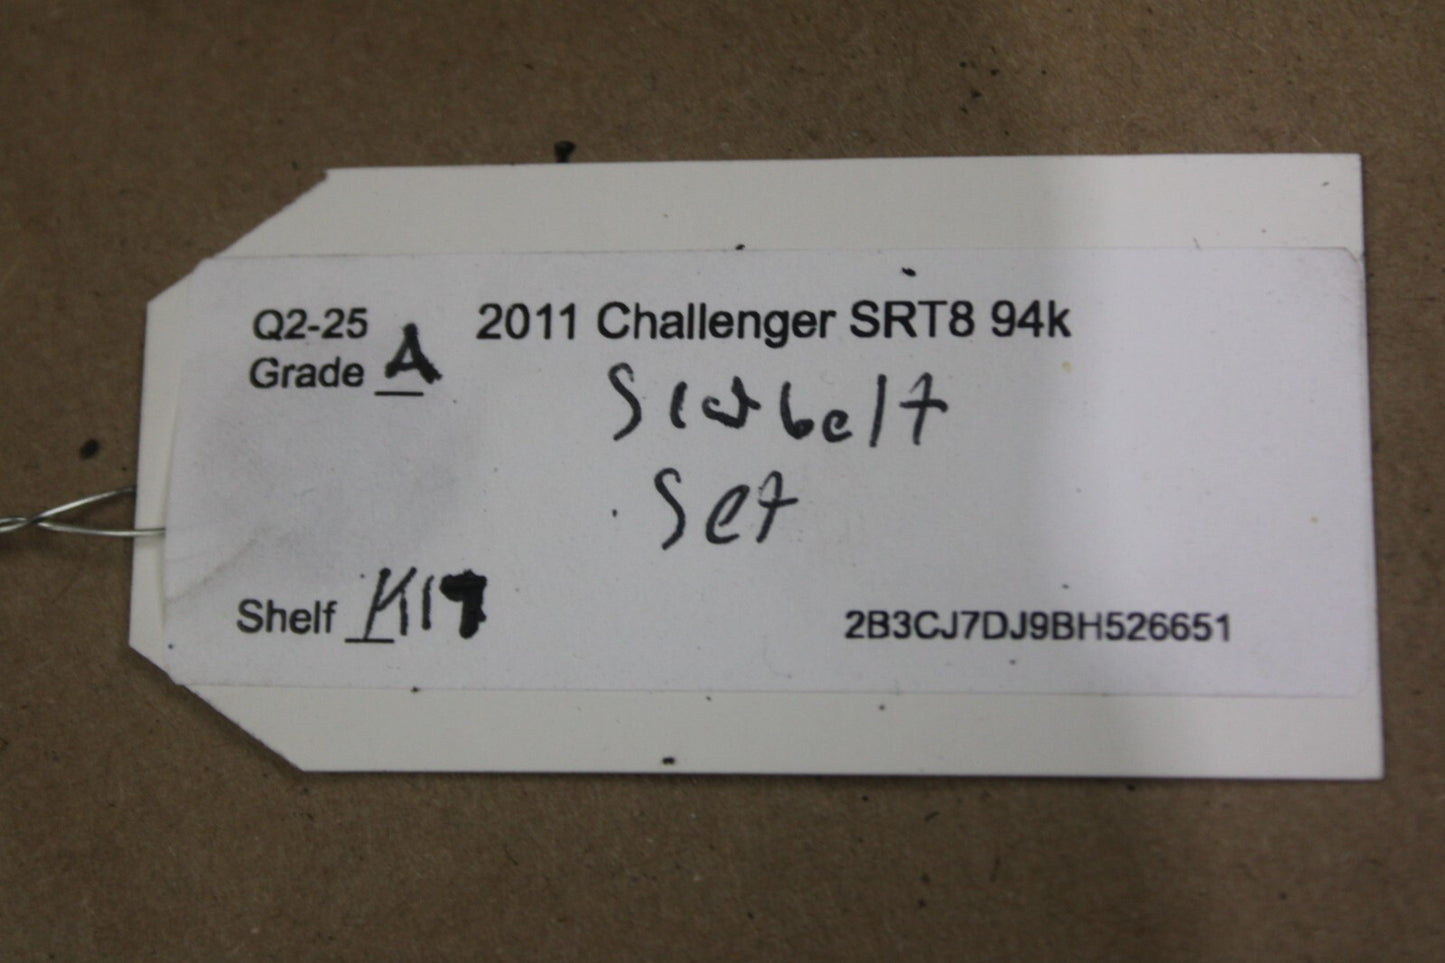 Q2-25 2011 Challenger SRT8 94k
Grade A
Seatbelt
Set
Shelf K17
2B3CJ7DJ9BH526651